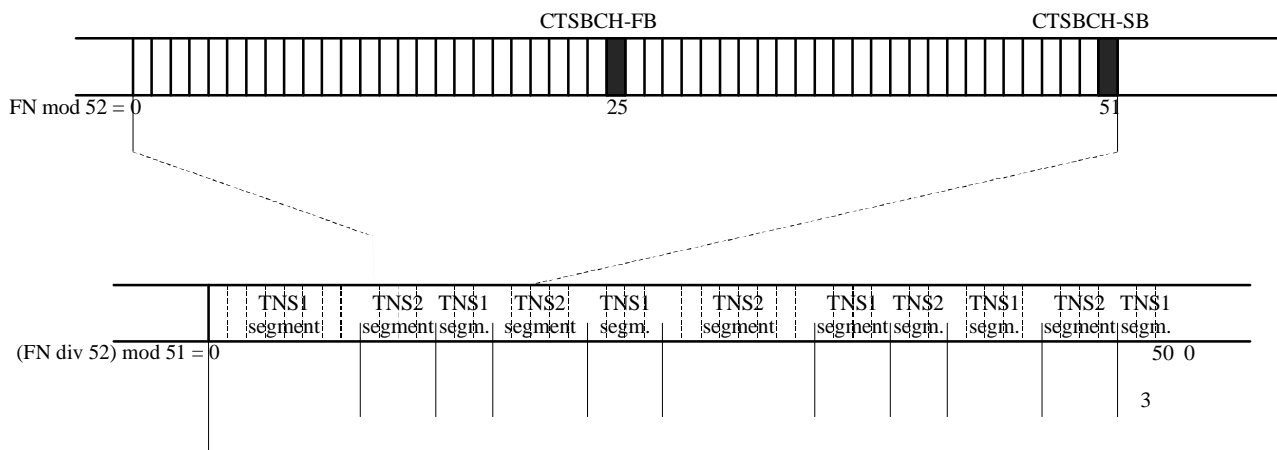 CTSBCH-FB CTSBCH-SB
FN mod 52 = 0 25 51
TNS1 TNS2 TNS1 TNS2 TNS1 TNS2 TNS1 TNS2 TNS1 TNS2 TNS1
segment segment segm. segment segm. segment segment segm. segm. segment segm.
(FN div 52) mod 51 = 0 50 0
3